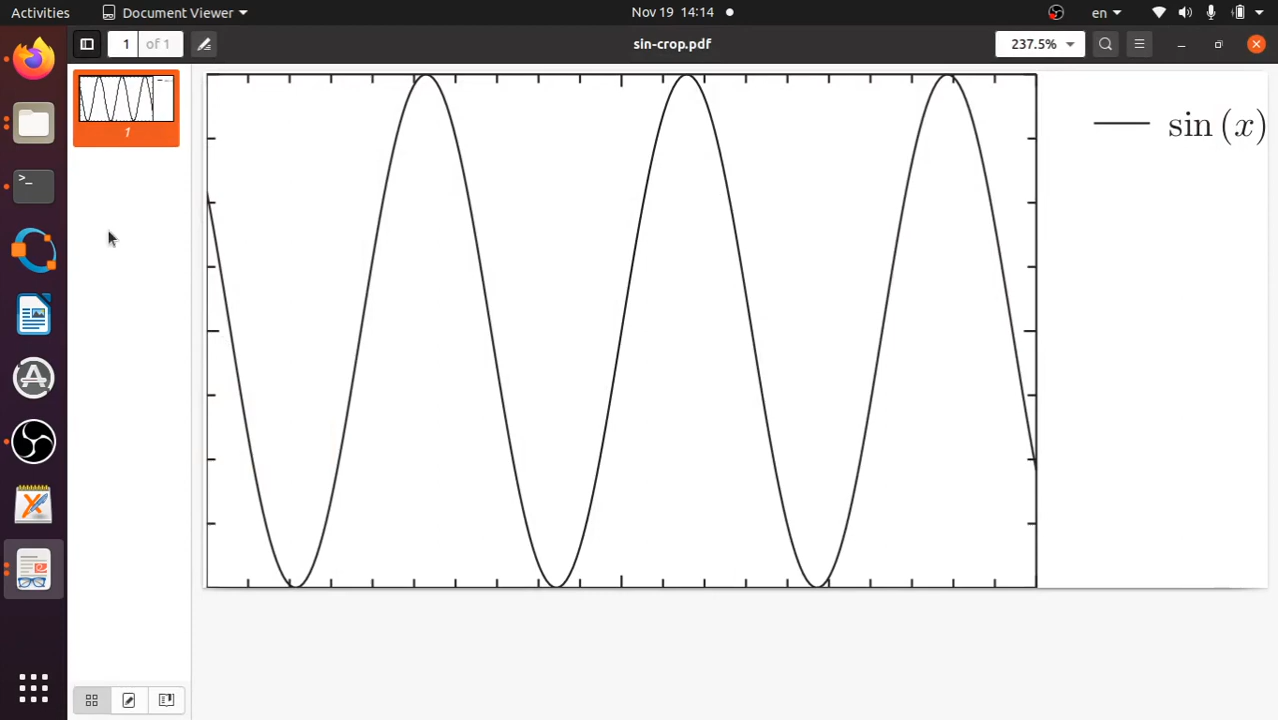 Activities
Document Viewer
Nov 19 14:14
en
1
of 1
sin-crop.pdf
237.5%
1
sin (x)
>_